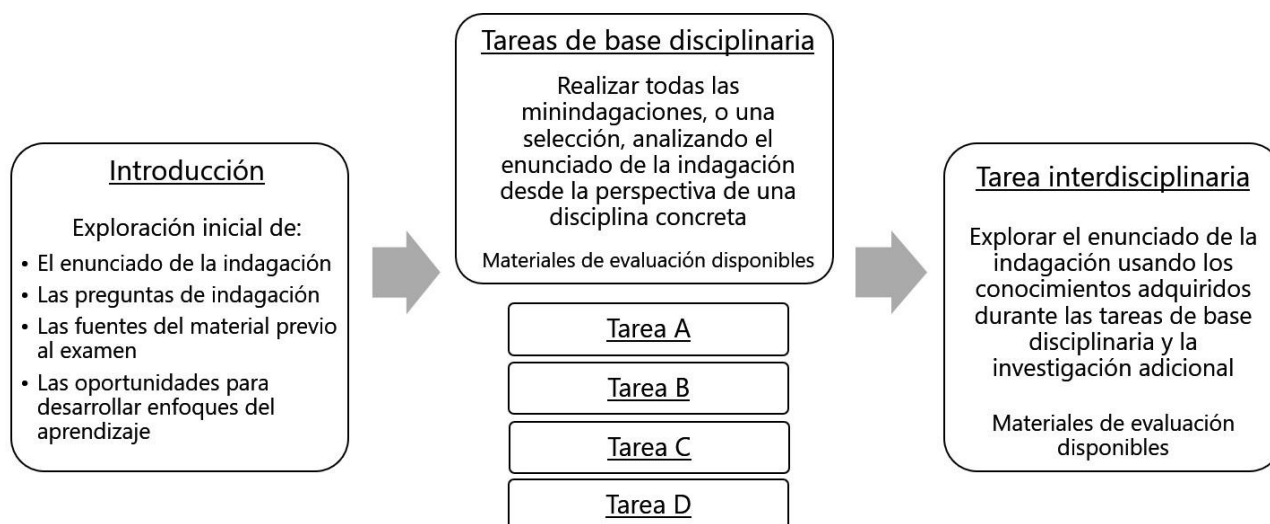 Introducción
Exploración inicial de:
• El enunciado de la indagación
• Las preguntas de indagación
• Las fuentes del material previo
al examen
• Las oportunidades para
desarrollar enfoques del
aprendizaje
Tareas de base disciplinaria
Realizar todas las
minindagaciones, o una
selección, analizando el
enunciado de la indagación
desde la perspectiva de una
disciplina concreta
Materiales de evaluación disponibles
Tarea A
Tarea B
Tarea C
Tarea D
Tarea interdisciplinaria
Explorar el enunciado de la
indagación usando los
conocimientos adquiridos
durante las tareas de base
disciplinaria y la
investigación adicional
Materiales de evaluación
disponibles